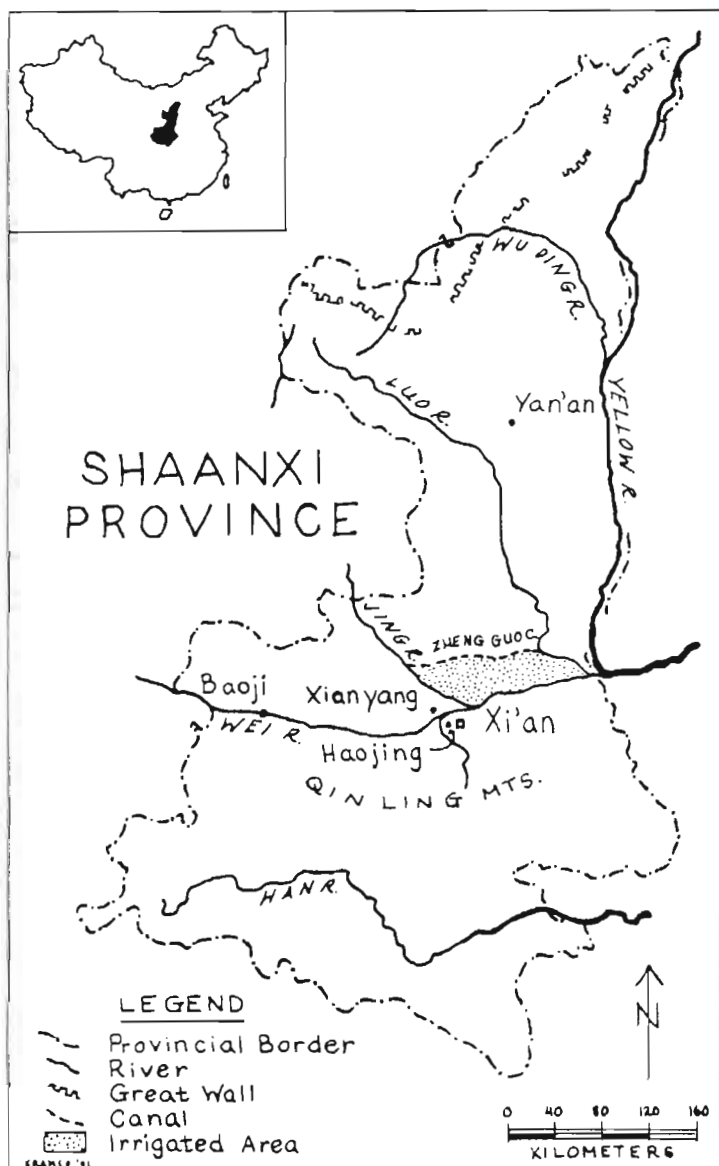 WU DING R.
LUO R.
Yan'an
YELLOW R.
SHAANXI
PROVINCE
JING R.
ZHENG GUO C.
Baoji
Xianyang
Xi'an
WEI R.
Haojing
QIN LING MTS.
HAN R.
N
LEGEND
Provincial Border
River
Great Wall
Canal
Irrigated Area
0 40 80 120 160
KILOMETERS